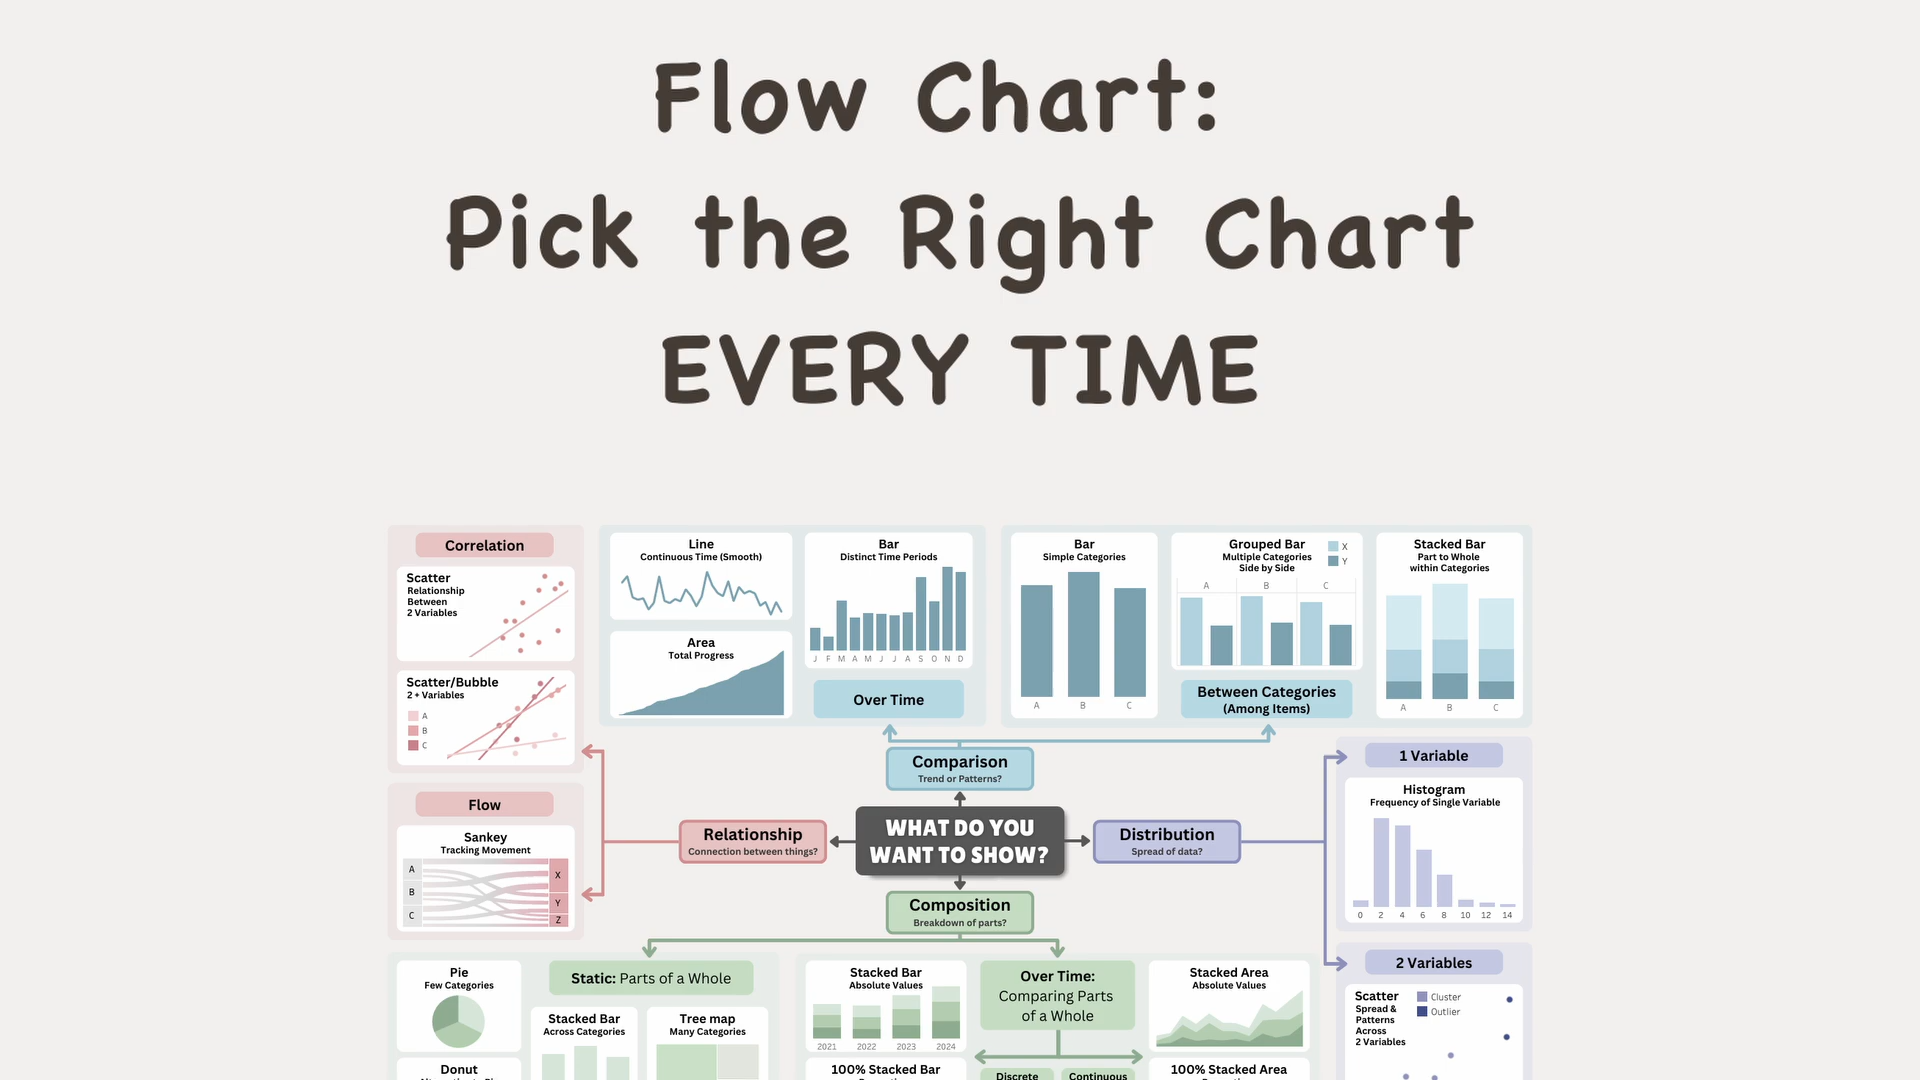 Flow Chart:
Pick the Right Chart
EVERY TIME
Correlation
Scatter
Relationship
Between
2 Variables
Scatter/Bubble
2 + Variables
A
B
C
Flow
Sankey
Tracking Movement
A
B
C
X
Y
Z
Line
Continuous Time (Smooth)
Area
Total Progress
Bar
Distinct Time Periods
J F M A M J J A S O N D
Over Time
Bar
Simple Categories
A B C
Grouped Bar
Multiple Categories
Side by Side
X
Y
A B C
Between Categories
(Among Items)
Stacked Bar
Part to Whole
within Categories
A B C
Comparison
Trend or Patterns?
WHAT DO YOU
WANT TO SHOW?
Relationship
Connection between things?
Distribution
Spread of data?
Composition
Breakdown of parts?
1 Variable
Histogram
Frequency of Single Variable
0 2 4 6 8 10 12 14
2 Variables
Scatter
Spread &
Patterns
Across
2 Variables
Cluster
Outlier
Pie
Few Categories
Donut
Static: Parts of a Whole
Stacked Bar
Across Categories
Tree map
Many Categories
Stacked Bar
Absolute Values
2021 2022 2023 2024
100% Stacked Bar
Over Time:
Comparing Parts
of a Whole
Discrete
Continuous
Stacked Area
Absolute Values
100% Stacked Area